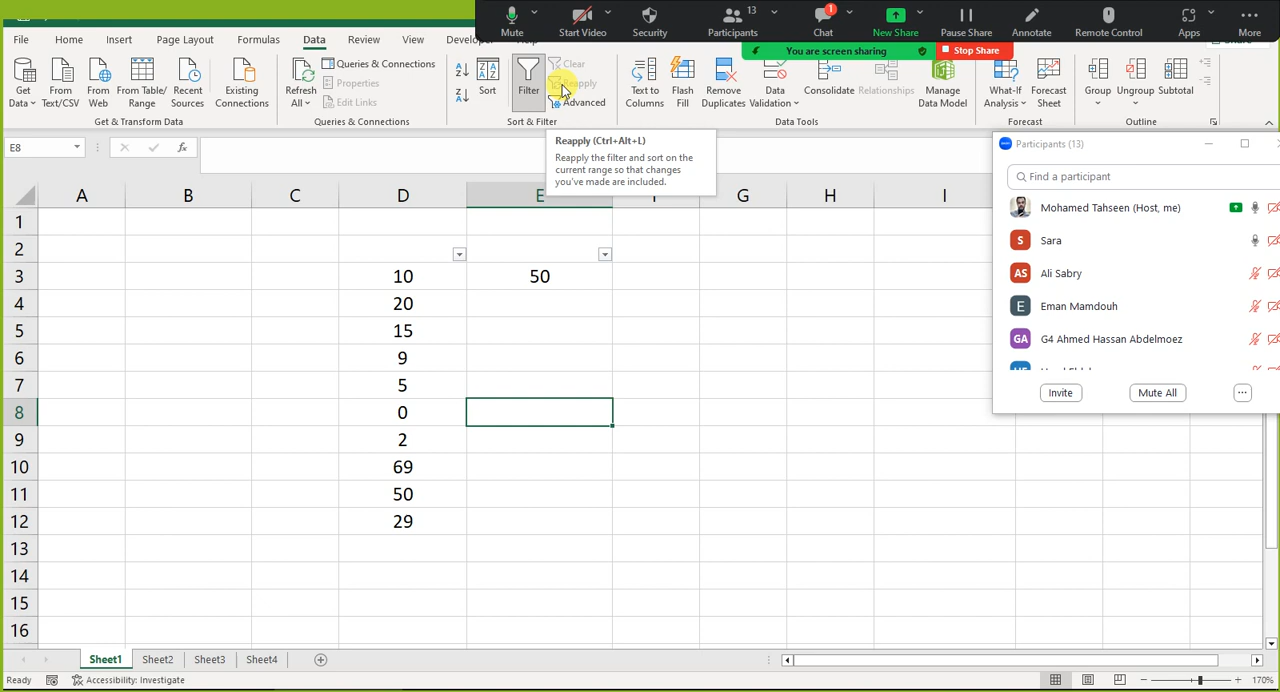 Mute
Start Video
Security
Participants
13
Chat
1
New Share
Pause Share
Annotate
Remote Control
Apps
More
You are screen sharing
Stop Share
File
Home
Insert
Page Layout
Formulas
Data
Review
View
Developer
Get Data
From Text/CSV
From Web
From Table/ Range
Recent Sources
Existing Connections
Get & Transform Data
Refresh All
Queries & Connections
Properties
Edit Links
Queries & Connections
Sort
Filter
Clear
Reapply
Advanced
Sort & Filter
Text to Columns
Flash Fill
Remove Duplicates
Data Validation
Consolidate
Relationships
Manage Data Model
Data Tools
What-If Analysis
Forecast Sheet
Forecast
Group
Ungroup
Subtotal
Outline
Reapply (Ctrl+Alt+L)
Reapply the filter and sort on the
current range so that changes
you've made are included.
E8
fx
A B C D E F G H I
1
2
3 10 50
4 20
5 15
6 9
7 5
8 0
9 2
10 69
11 50
12 29
13
14
15
16
Participants (13)
Find a participant
Mohamed Tahseen (Host, me)
S Sara
AS Ali Sabry
E Eman Mamdouh
GA G4 Ahmed Hassan Abdelmoez
Invite
Mute All
...
Sheet1 Sheet2 Sheet3 Sheet4
Ready
Accessibility: Investigate
170%